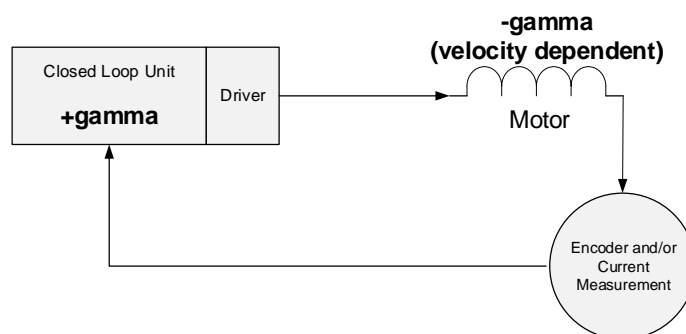 -gamma
(velocity dependent)
Closed Loop Unit
+gamma
Driver
Motor
Encoder and/or
Current
Measurement